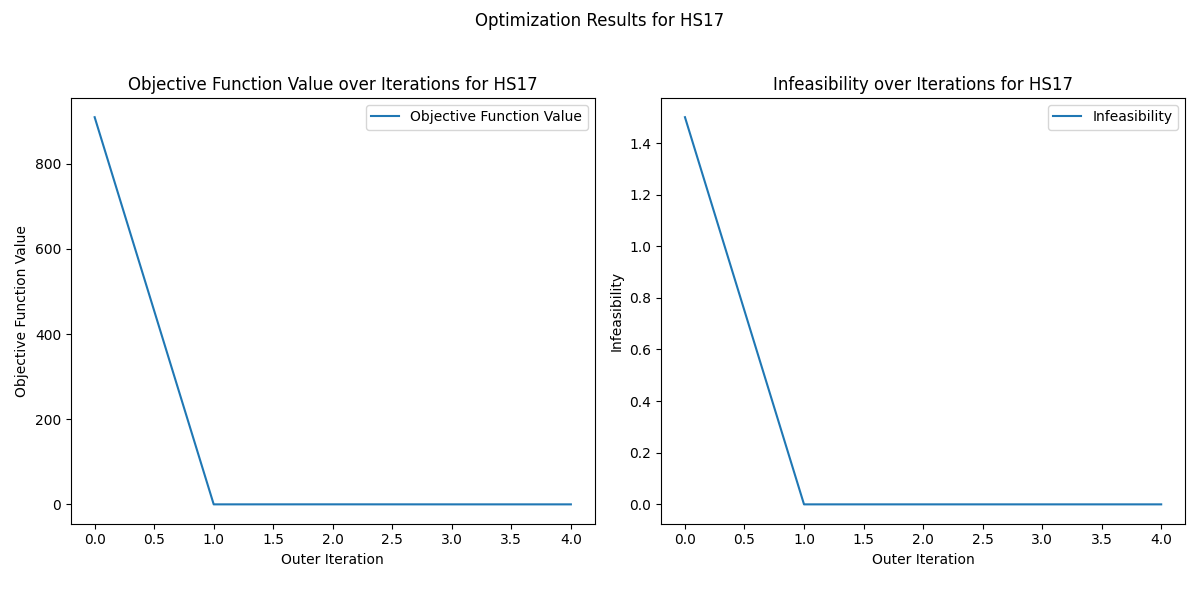 Optimization Results for HS17
Objective Function Value over Iterations for HS17
Objective Function Value
800
600
400
200
0
Objective Function Value
0.0 0.5 1.0 1.5 2.0 2.5 3.0 3.5 4.0
Outer Iteration
Infeasibility over Iterations for HS17
Infeasibility
1.4
1.2
1.0
0.8
0.6
0.4
0.2
0.0
Infeasibility
0.0 0.5 1.0 1.5 2.0 2.5 3.0 3.5 4.0
Outer Iteration